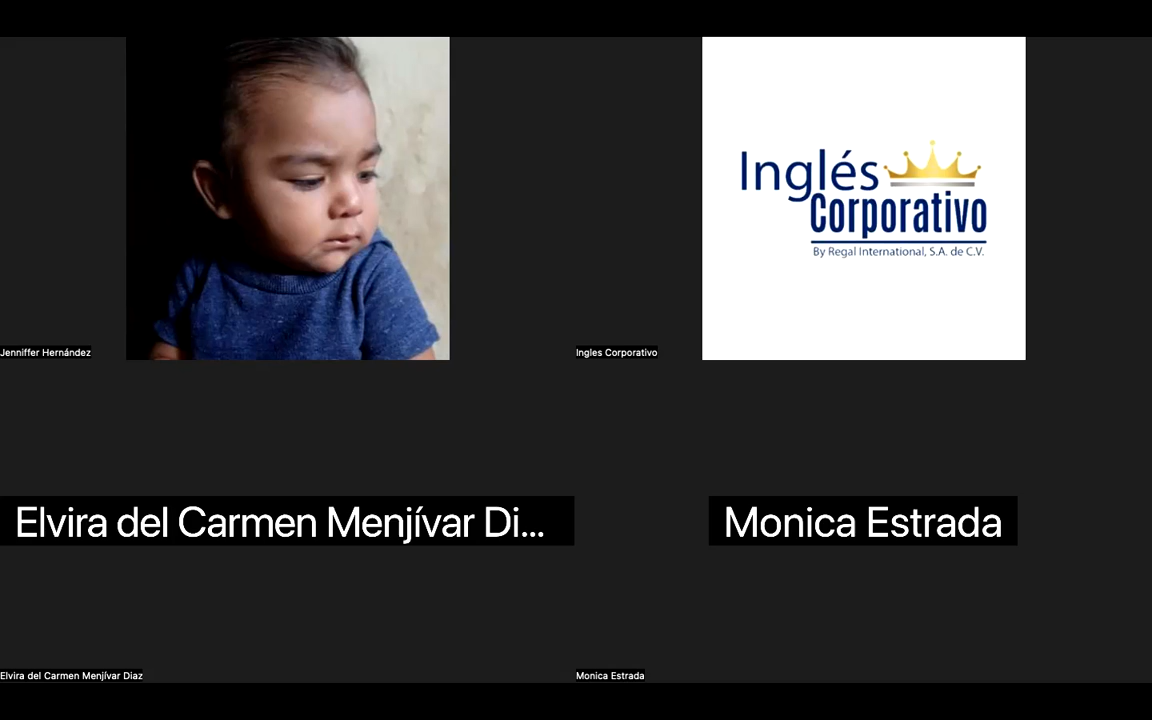 Inglés
Corporativo
By Regal International, S.A. de C.V.
Jenniffer Hernández
Ingles Corporativo
Elvira del Carmen Menjívar Di...
Monica Estrada
Elvira del Carmen Menjívar Diaz
Monica Estrada